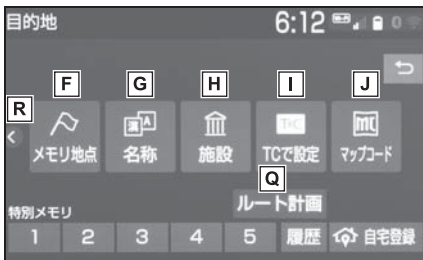 目的地 6:12 0
F G H I J
R
漢 A T・C
メモリ地点 名称 施設 TCで設定 マップコード
Q
ルート計画
特別メモリ
1 2 3 4 5 履歴 自宅登録